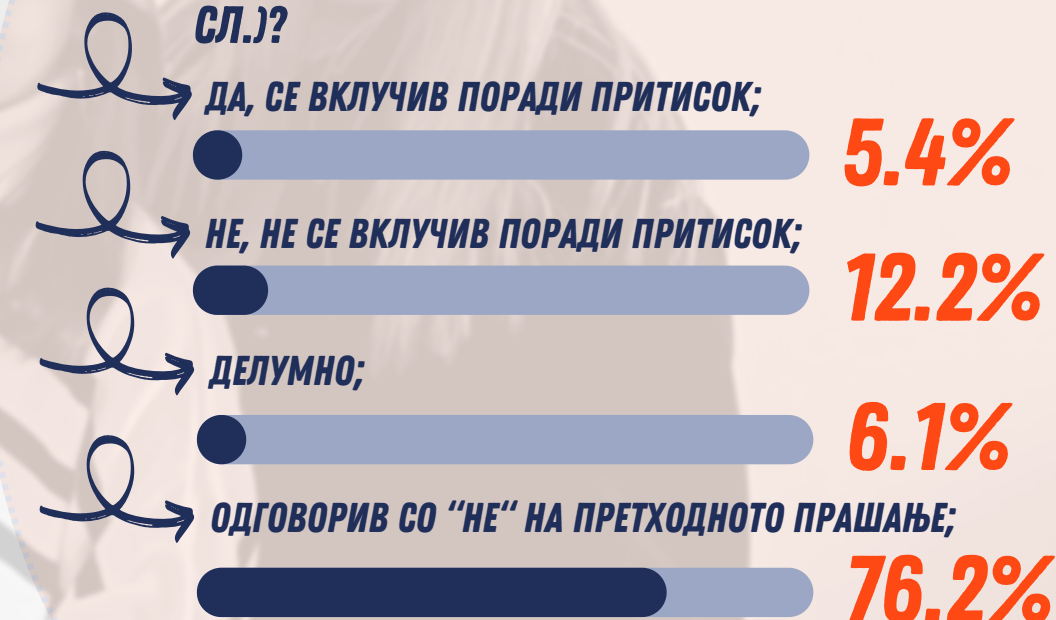 СЛ.)?
ДА, СЕ ВКЛУЧИВ ПОРАДИ ПРИТИСОК;
5.4%
НЕ, НЕ СЕ ВКЛУЧИВ ПОРАДИ ПРИТИСОК;
12.2%
ДЕЛУМНО;
6.1%
ОДГОВОРИВ СО “НЕ“ НА ПРЕТХОДНОТО ПРАШАЊЕ;
76.2%